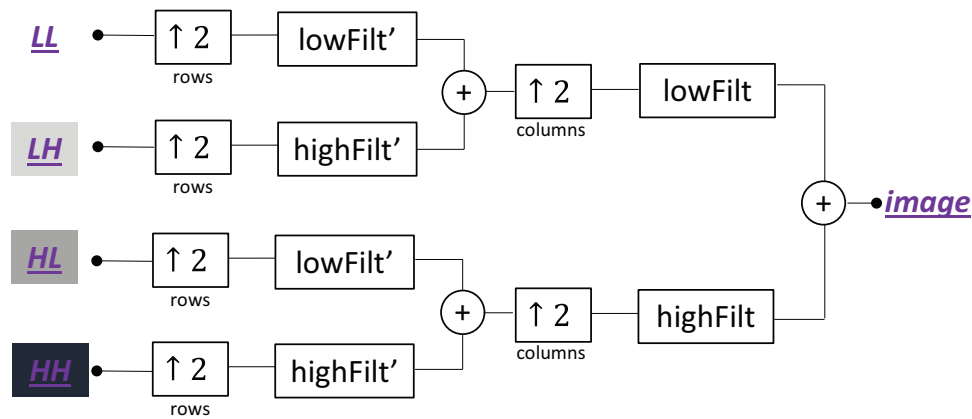 LL
↑ 2
rows
lowFilt’
LH
↑ 2
rows
highFilt’
+
↑ 2
columns
lowFilt
HL
↑ 2
rows
lowFilt’
HH
↑ 2
rows
highFilt’
+
↑ 2
columns
highFilt
+
image